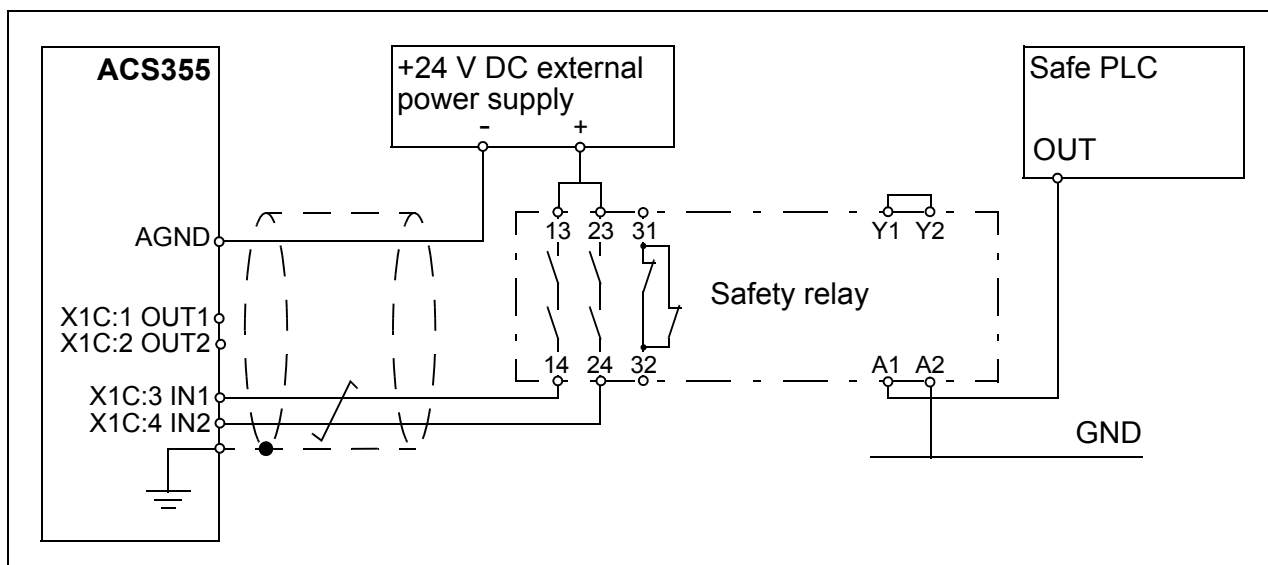 ACS355
+24 V DC external
power supply
- +
Safe PLC
OUT
AGND
X1C:1 OUT1
X1C:2 OUT2
X1C:3 IN1
X1C:4 IN2
13 23 31
Y1 Y2
Safety relay
14 24 32
A1 A2
GND